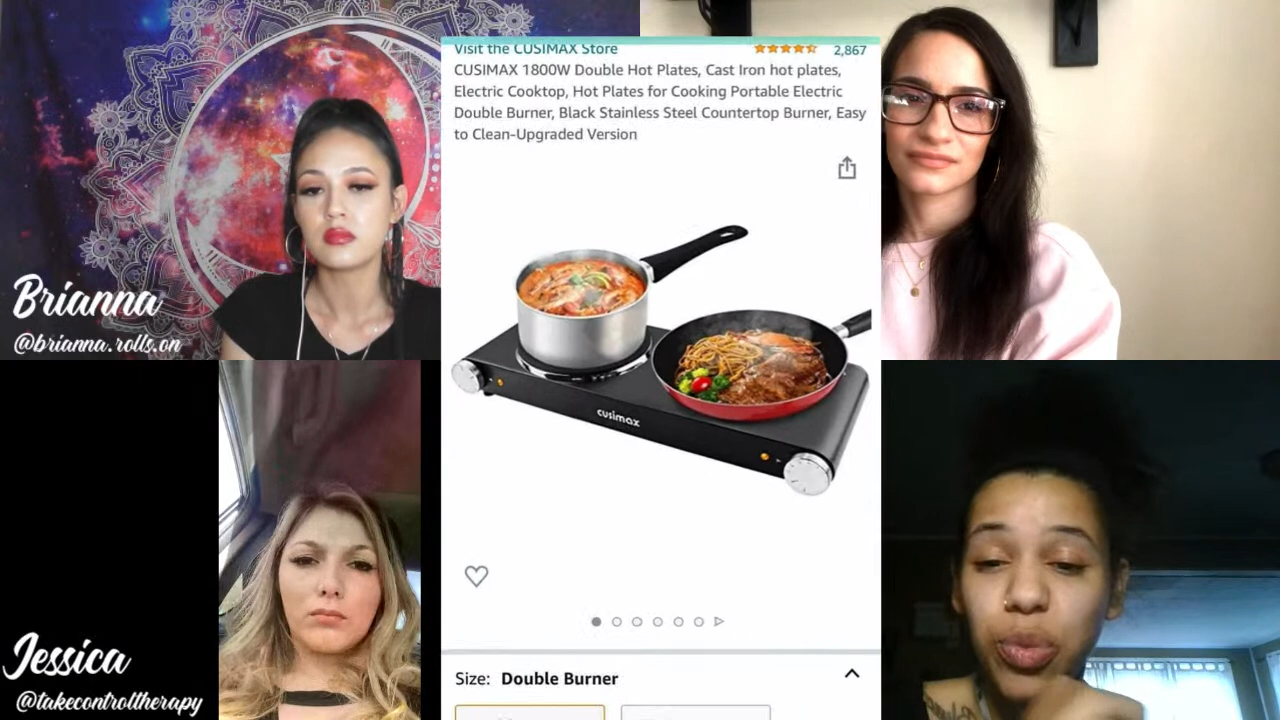 Visit the CUSIMAX Store
2,867
CUSIMAX 1800W Double Hot Plates, Cast Iron hot plates,
Electric Cooktop, Hot Plates for Cooking Portable Electric
Double Burner, Black Stainless Steel Countertop Burner, Easy
to Clean-Upgraded Version
Brianna
@brianna.rolls.on
cusimax
Jessica
@takecontroltherapy
Size: Double Burner